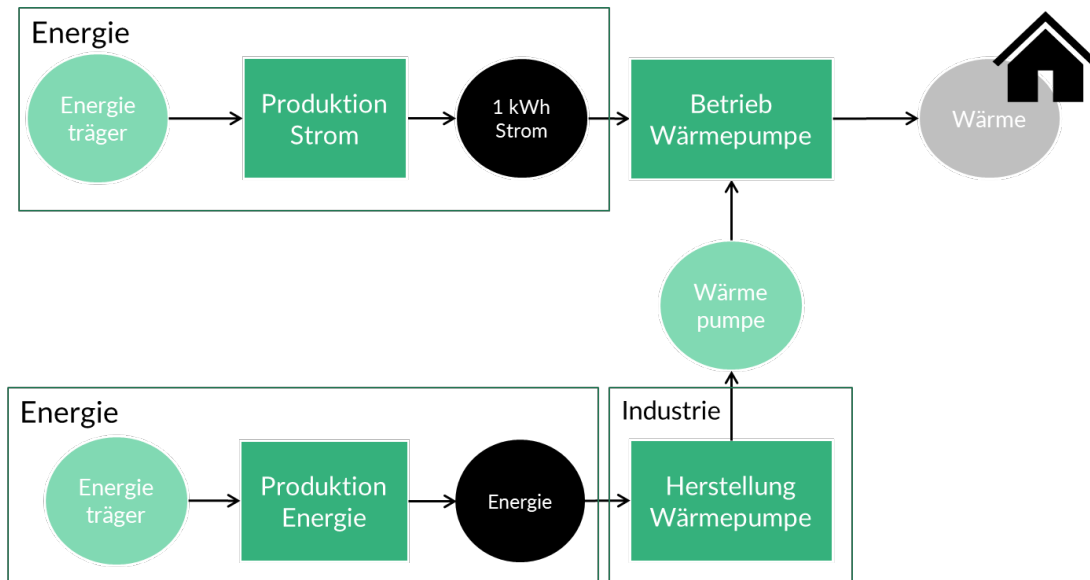 Energie
Energie
träger
Produktion
Strom
1 kWh
Strom
Betrieb
Wärmepumpe
Wärme
Wärme
pumpe
Energie
Energie
träger
Produktion
Energie
Energie
Industrie
Herstellung
Wärmepumpe